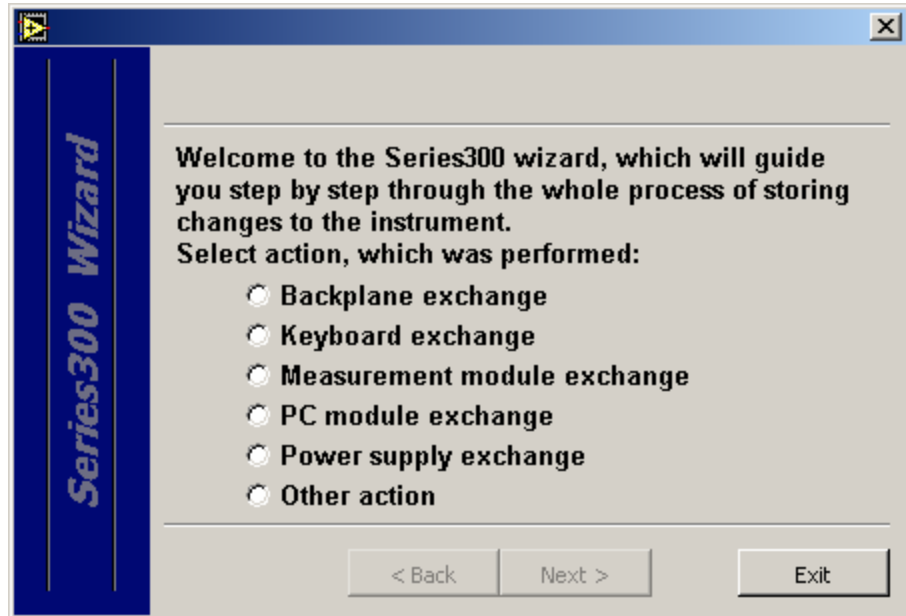 Series300 Wizard
Welcome to the Series300 wizard, which will guide
you step by step through the whole process of storing
changes to the instrument.
Select action, which was performed:
Backplane exchange
Keyboard exchange
Measurement module exchange
PC module exchange
Power supply exchange
Other action
< Back
Next >
Exit